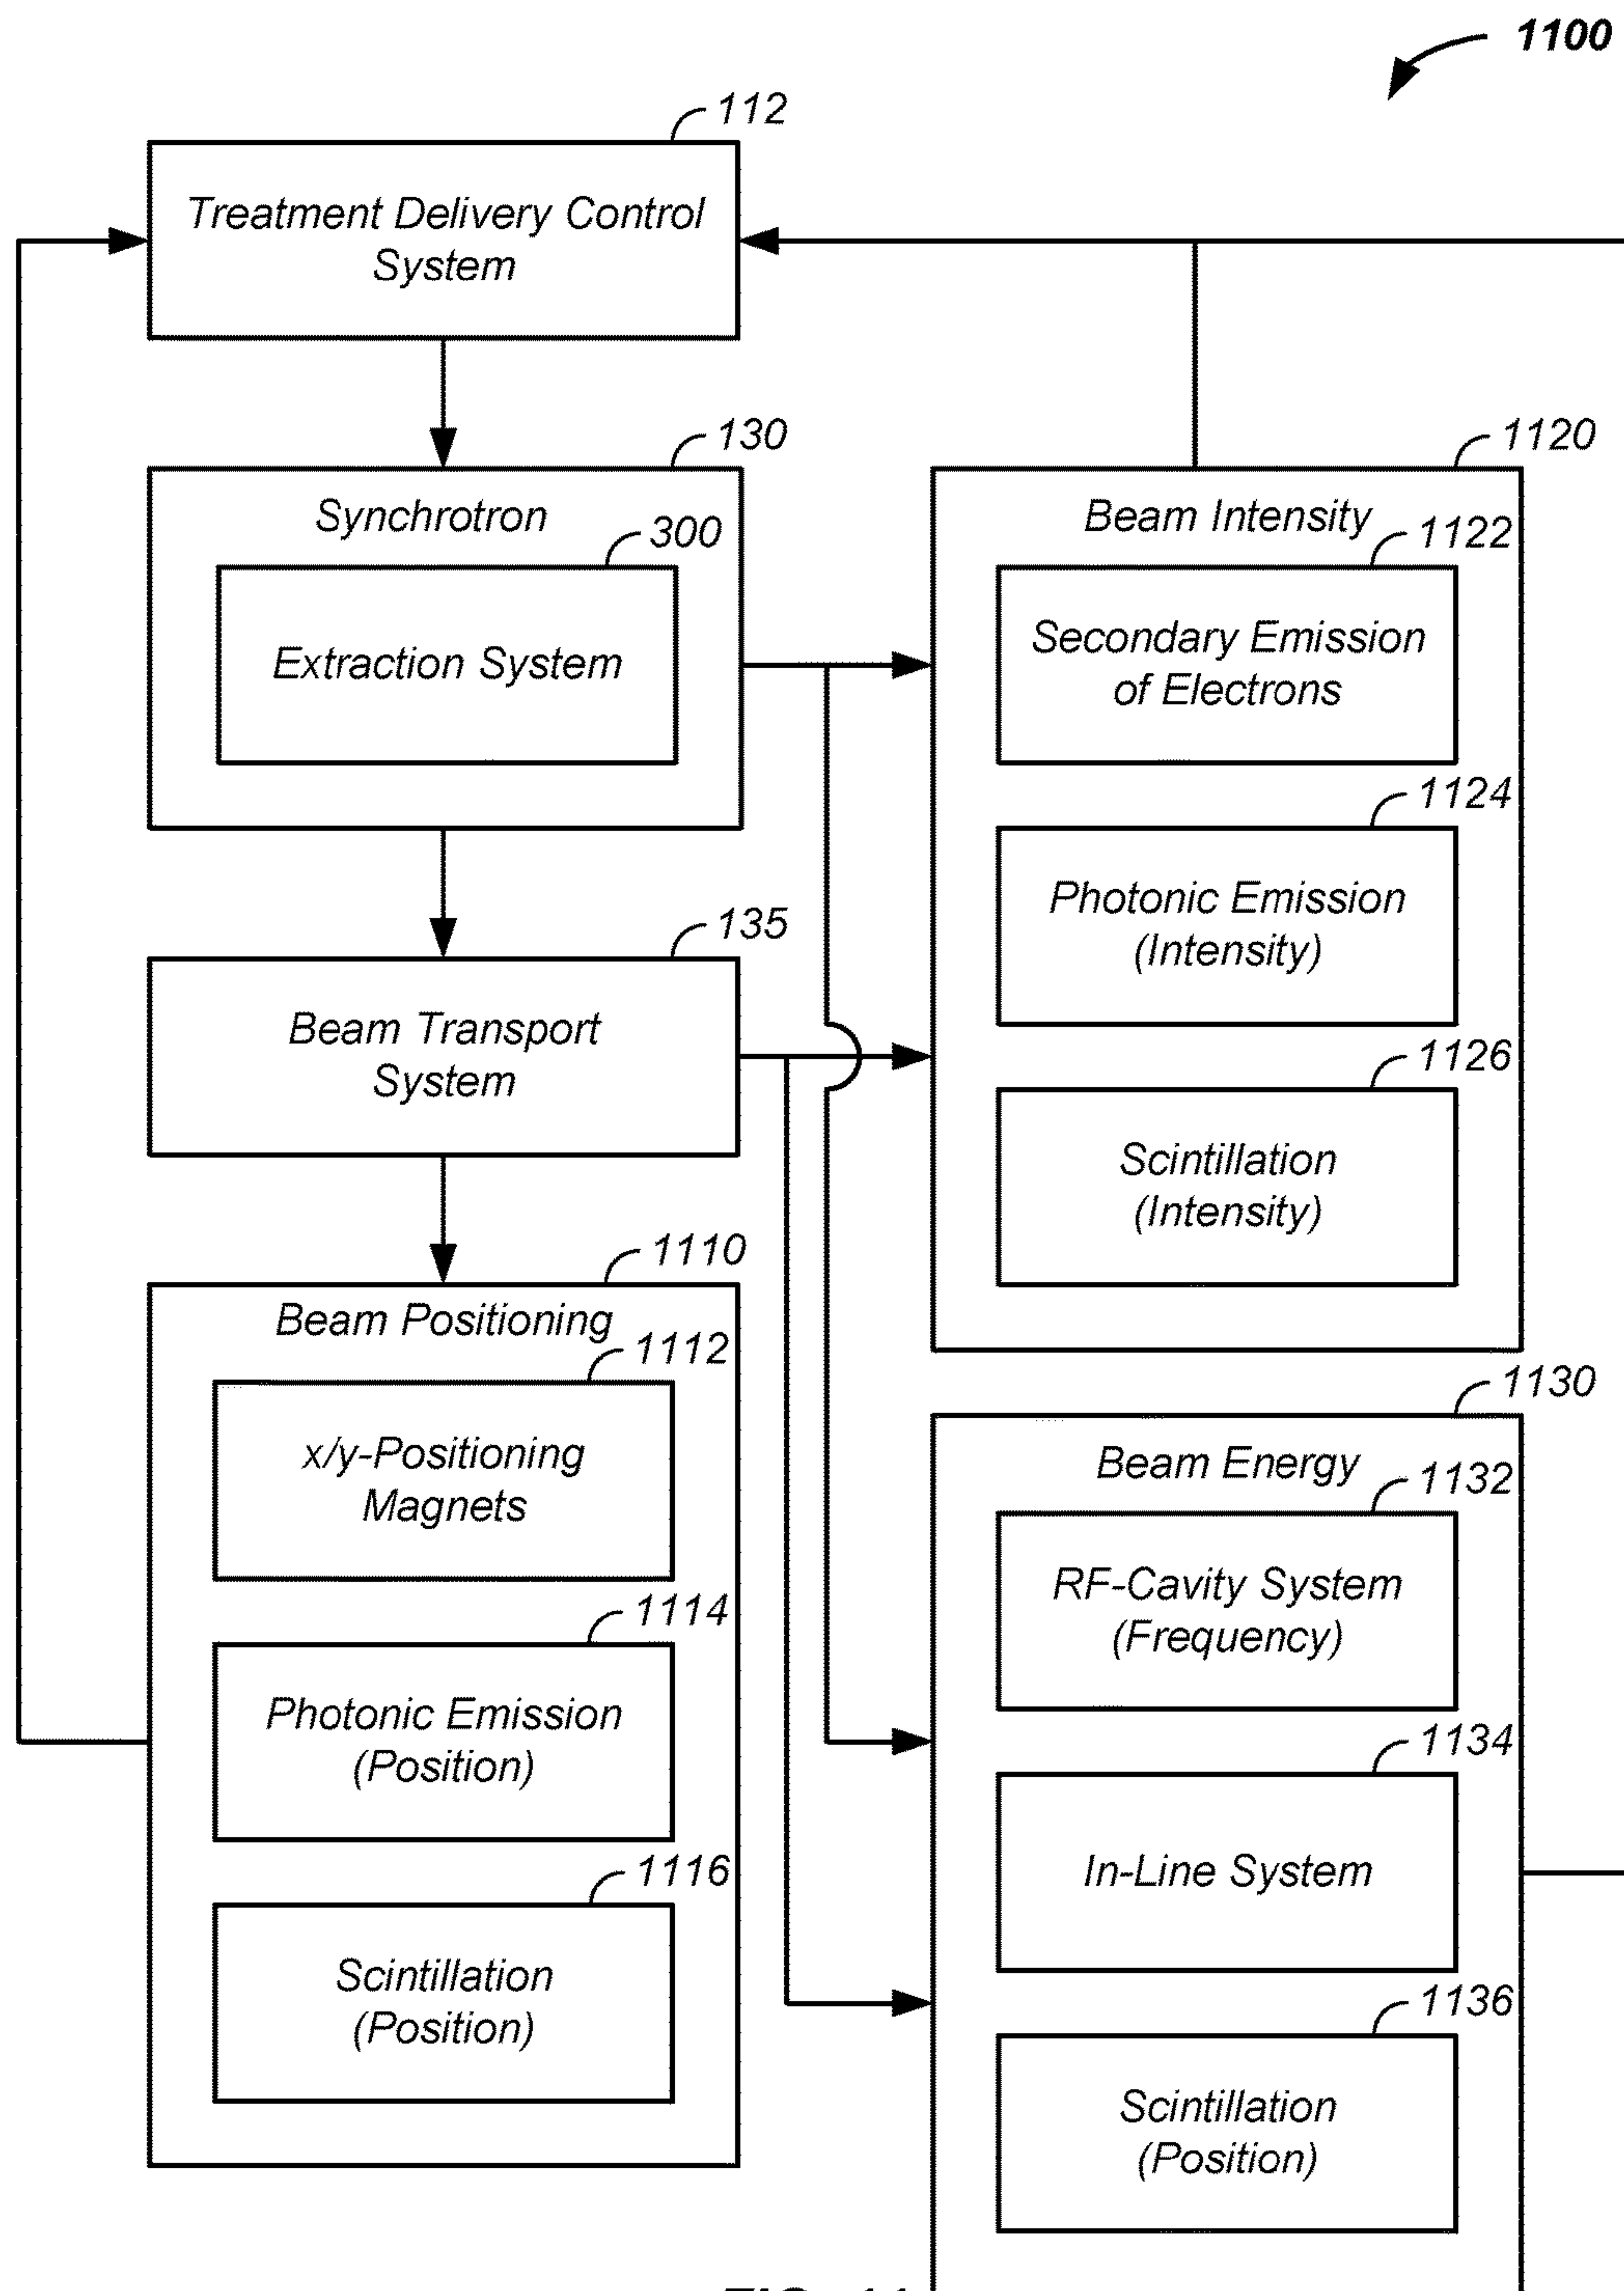 1100
112
Treatment Delivery Control
System
130
Synchrotron
300
Extraction System
135
Beam Transport
System
1110
Beam Positioning
1112
x/y-Positioning
Magnets
1114
Photonic Emission
(Position)
1116
Scintillation
(Position)
1120
Beam Intensity
1122
Secondary Emission
of Electrons
1124
Photonic Emission
(Intensity)
1126
Scintillation
(Intensity)
1130
Beam Energy
1132
RF-Cavity System
(Frequency)
1134
In-Line System
1136
Scintillation
(Position)